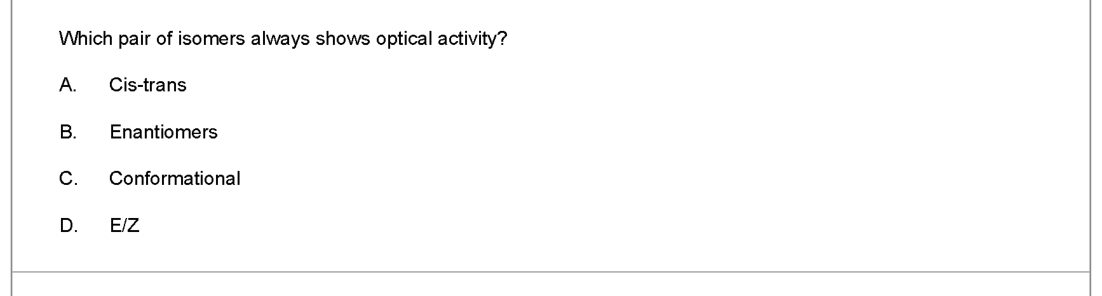 Which pair of isomers always shows optical activity?
A. Cis-trans
B. Enantiomers
C. Conformational
D. E/Z